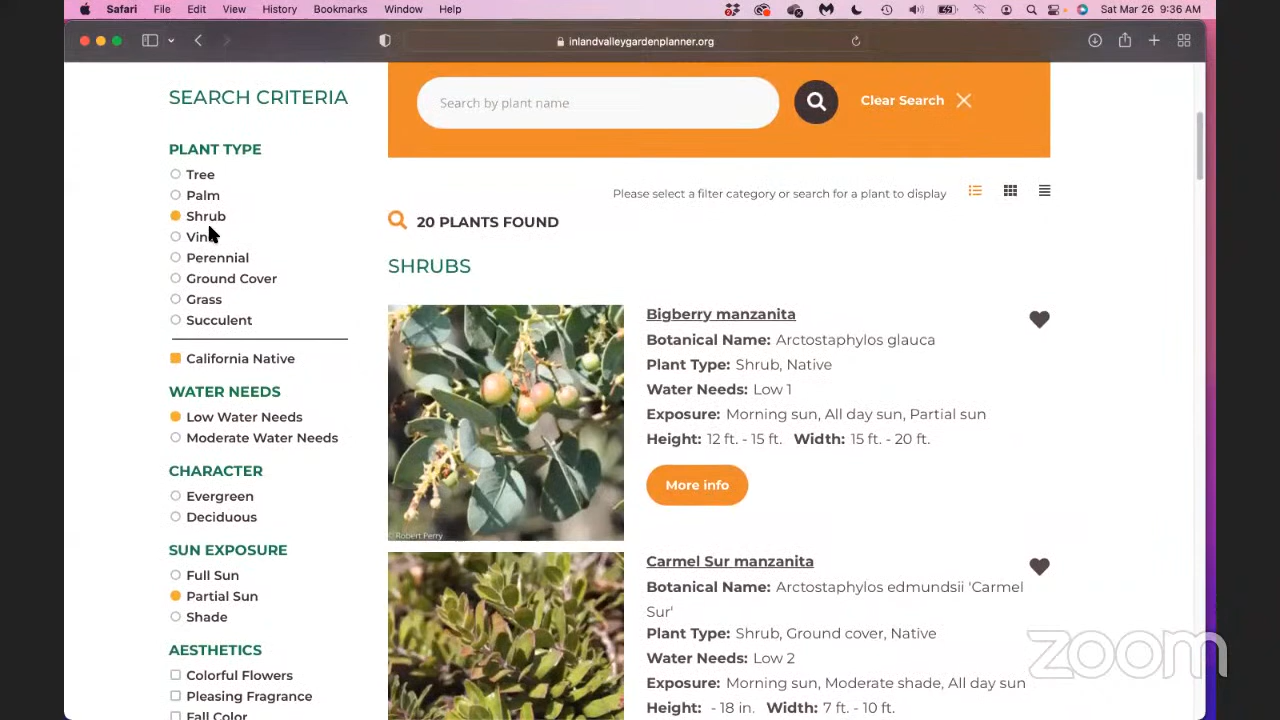 Safari File Edit View History Bookmarks Window Help Sat Mar 26 9:36 AM
inlandvalleygardenplanner.org
SEARCH CRITERIA
PLANT TYPE
Tree
Palm
Shrub
Vin
Perennial
Ground Cover
Grass
Succulent
California Native
WATER NEEDS
Low Water Needs
Moderate Water Needs
CHARACTER
Evergreen
Deciduous
SUN EXPOSURE
Full Sun
Partial Sun
Shade
AESTHETICS
Colorful Flowers
Pleasing Fragrance
Fall Color
Search by plant name
Clear Search
Please select a filter category or search for a plant to display
20 PLANTS FOUND
SHRUBS
©Robert Perry
Bigberry manzanita
Botanical Name: Arctostaphylos glauca
Plant Type: Shrub, Native
Water Needs: Low 1
Exposure: Morning sun, All day sun, Partial sun
Height: 12 ft. - 15 ft. Width: 15 ft. - 20 ft.
More info
Carmel Sur manzanita
Botanical Name: Arctostaphylos edmundsii 'Carmel
Sur'
Plant Type: Shrub, Ground cover, Native
Water Needs: Low 2
Exposure: Morning sun, Moderate shade, All day sun
Height: - 18 in. Width: 7 ft. - 10 ft.
zoom